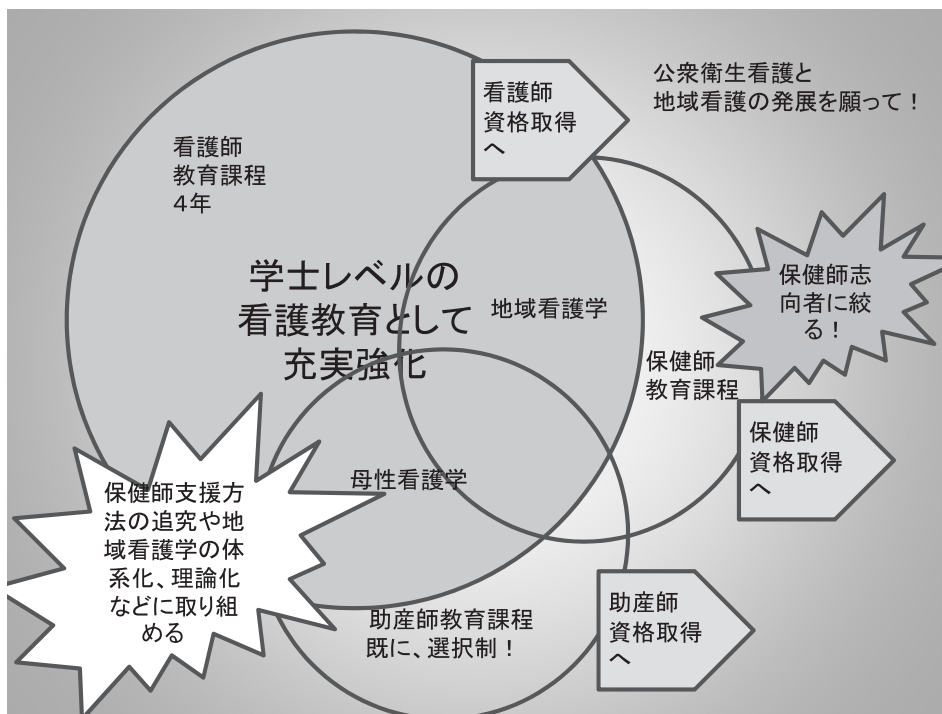 看護師
資格取得
へ
公衆衛生看護と
地域看護の発展を願って！
看護師
教育課程
4年
学士レベルの
看護教育として
充実強化
地域看護学
保健師志
向者に絞
る！
保健師
教育課程
保健師
資格取得
へ
母性看護学
保健師支援方
法の追究や地
域看護学の体
系化、理論化
などに取り組
める
助産師教育課程
既に、選択制！
助産師
資格取得
へ